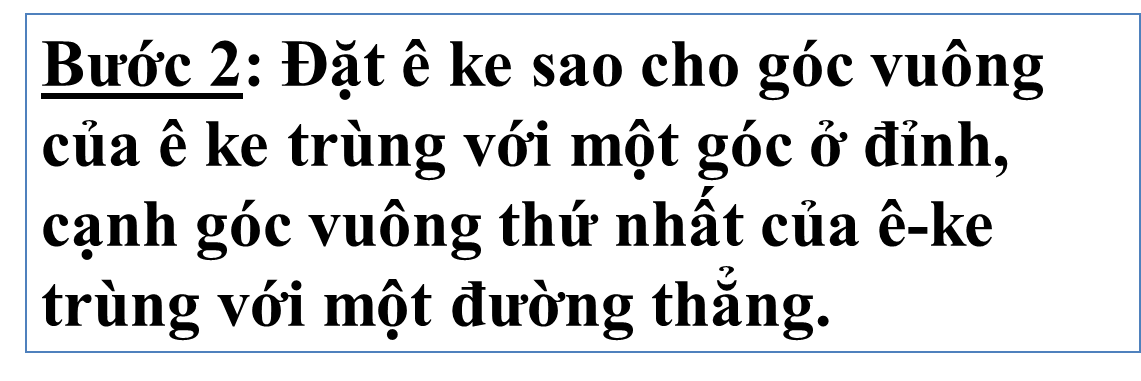 Bước 2: Đặt ê ke sao cho góc vuông
của ê ke trùng với một góc ở đỉnh,
cạnh góc vuông thứ nhất của ê-ke
trùng với một đường thẳng.